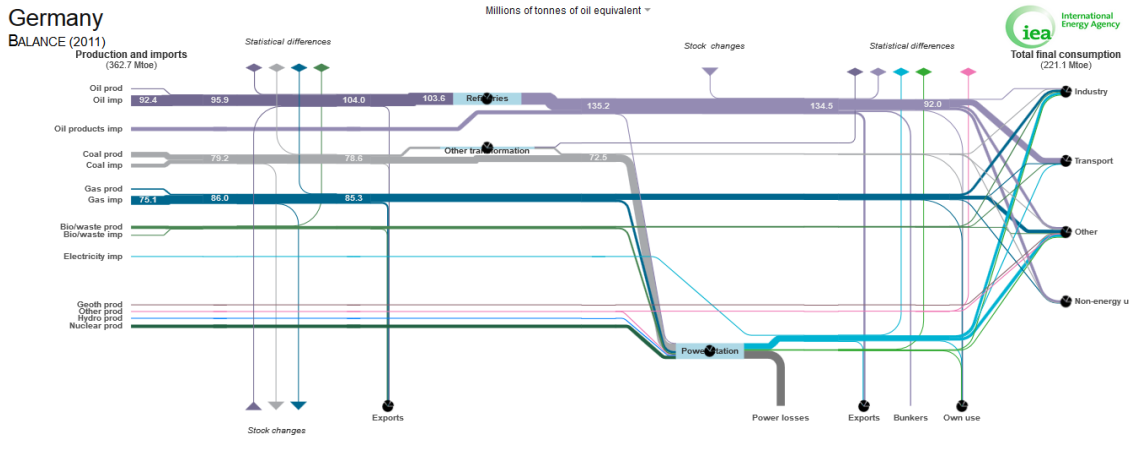 Germany
BALANCE (2011)
Millions of tonnes of oil equivalent
iea
International
Energy Agency
Production and imports
(362.7 Mtoe)
Statistical differences
Stock changes
Statistical differences
Total final consumption
(221.1 Mtoe)
Oil prod
Oil imp
92.4
95.9
104.0
103.6
Refineries
135.2
134.5
92.0
Industry
Oil products imp
Coal prod
Coal imp
79.2
78.6
Other transformation
72.5
Transport
Gas prod
Gas imp
75.1
86.0
85.3
Bio/waste prod
Bio/waste imp
Other
Electricity imp
Geoth prod
Other prod
Hydro prod
Nuclear prod
Non-energy u
Power station
Exports
Power losses
Exports
Bunkers
Own use
Stock changes